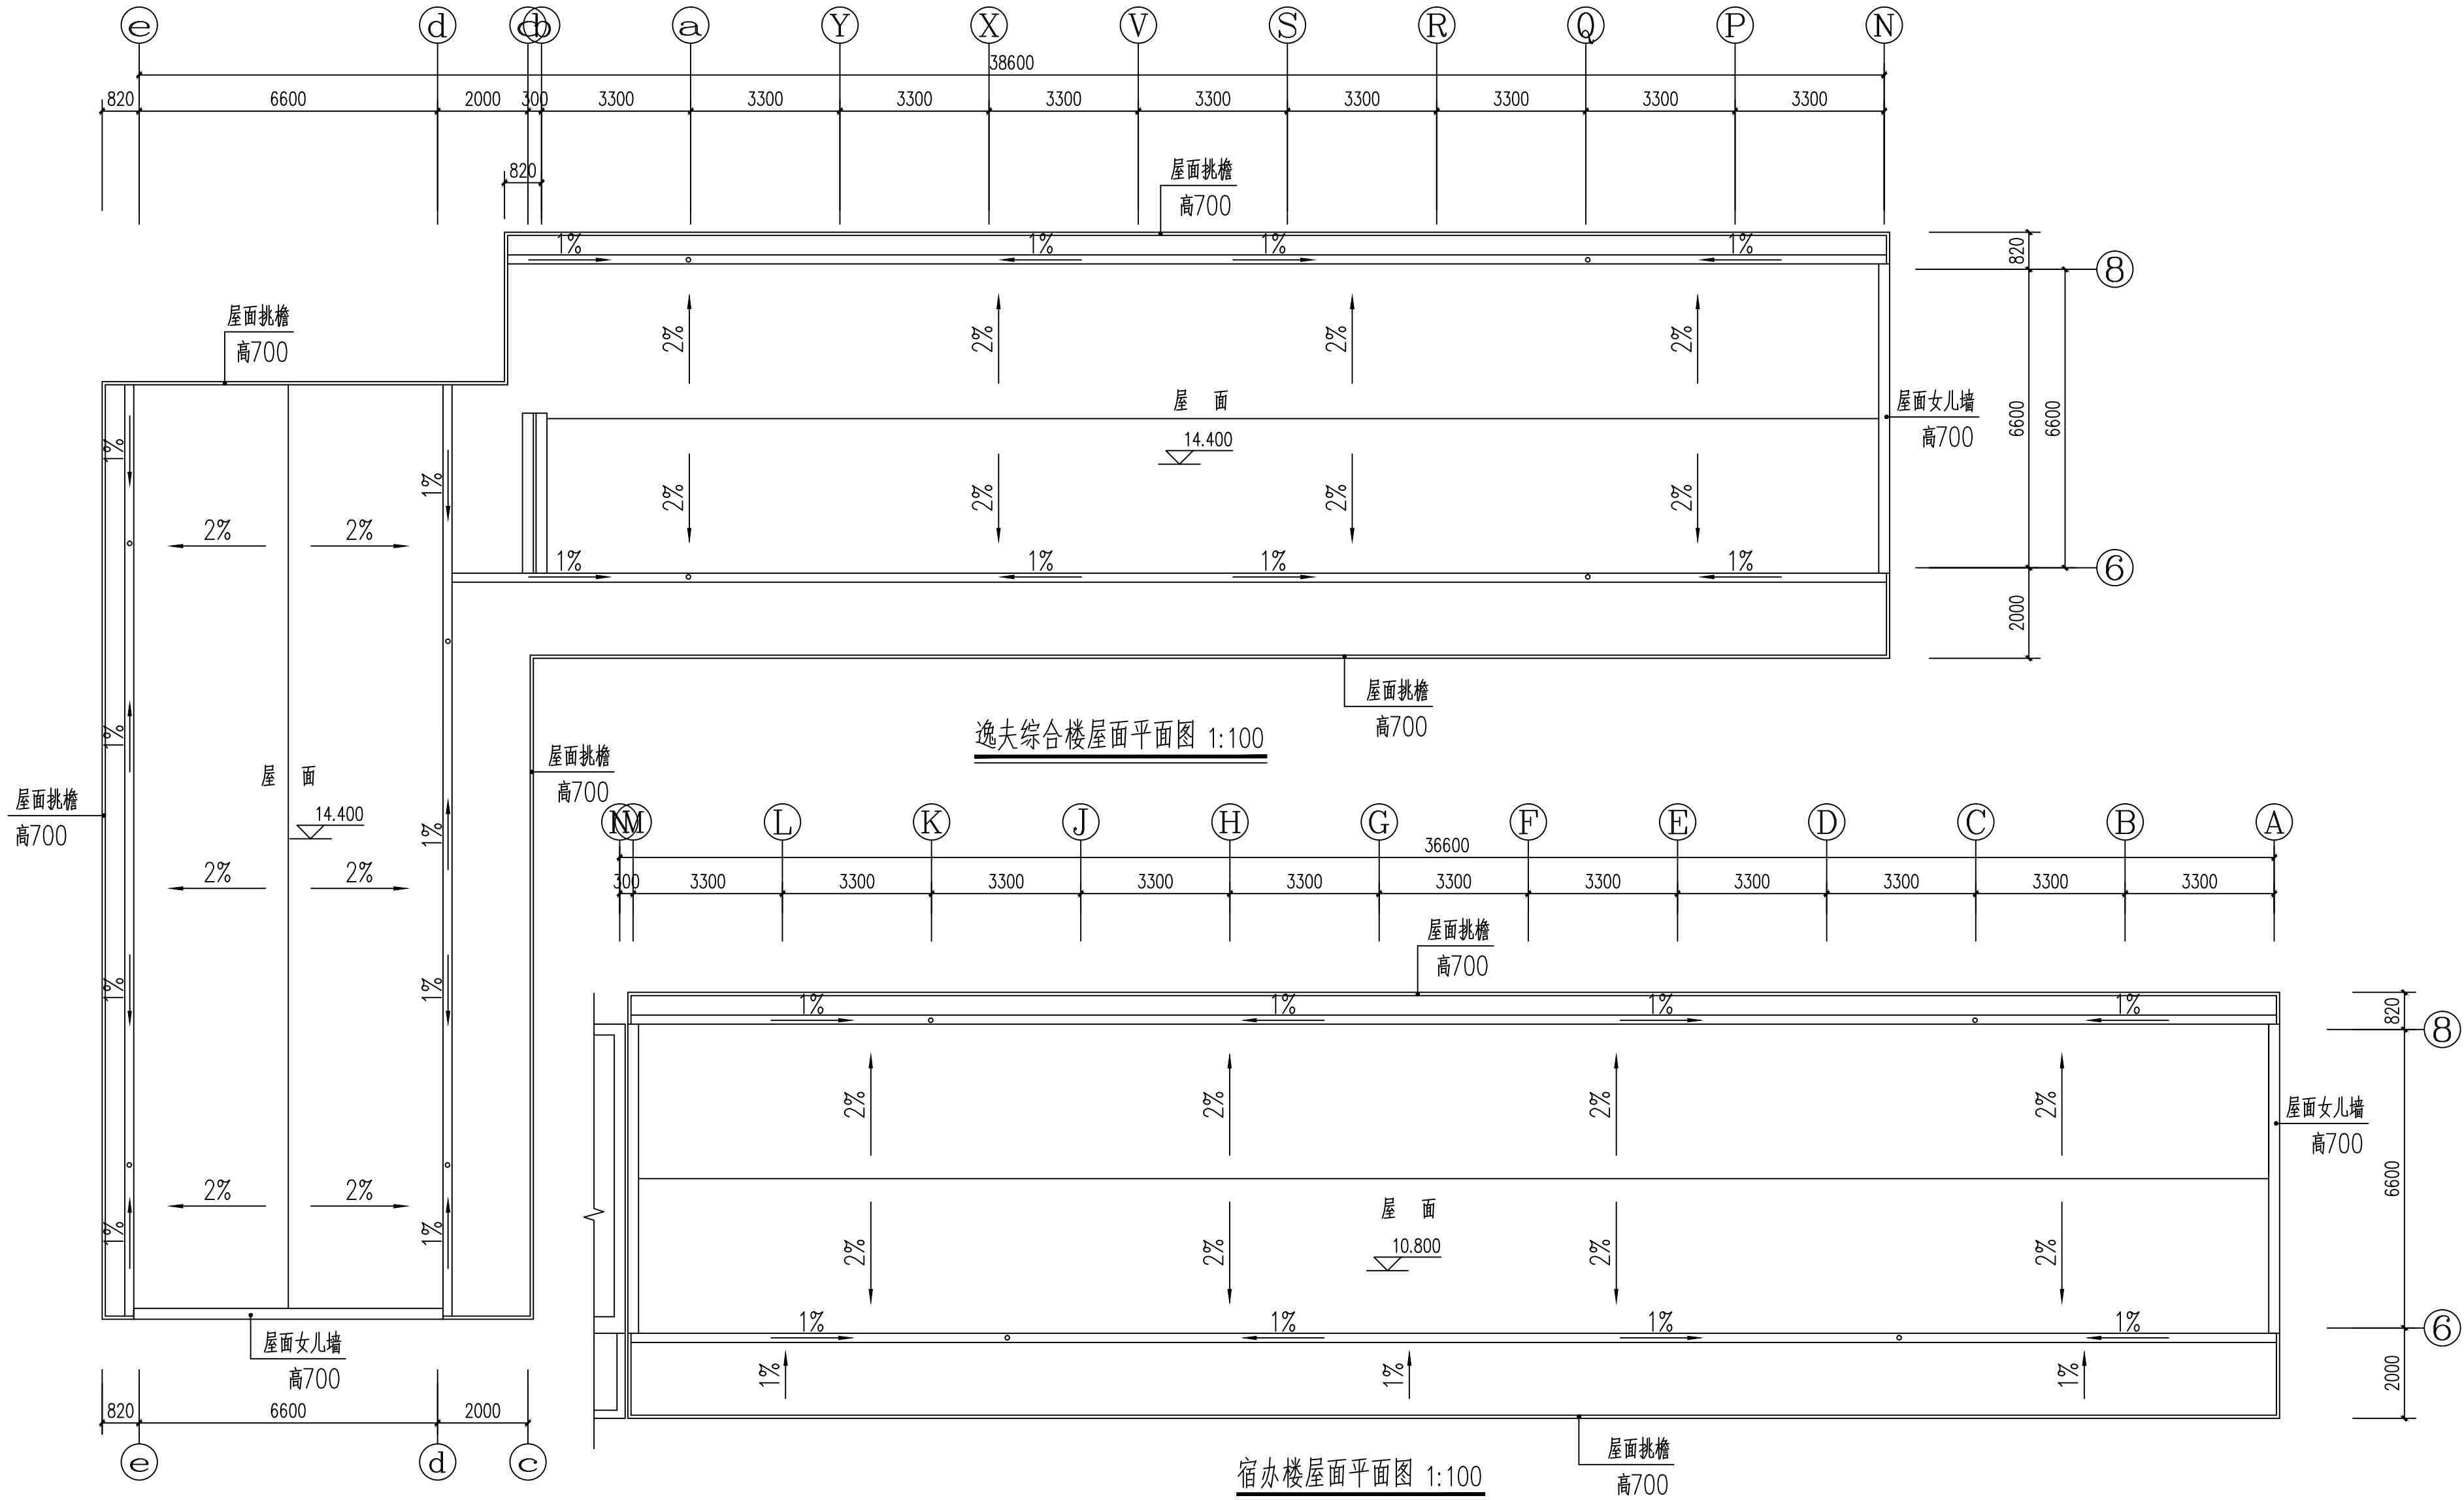 e d c b a Y X V S R Q P N
38600
820 6600 2000 300 3300 3300 3300 3300 3300 3300 3300 3300 3300
820
屋面挑檐
高700
1% 1% 1% 1%
820
8
屋面挑檐
高700
2% 2% 2% 2%
屋 面
14.400
屋面女儿墙
高700
6600 6600
1% 1%
2% 2% 2% 2%
2% 2%
1% 1% 1% 1%
6
2000
屋面挑檐
高700
逸夫综合楼屋面平面图 1:100
1%
屋面挑檐
高700
屋 面
14.400
屋面挑檐
高700
1%
2% 2%
1% 1%
2% 2%
1% 1%
屋面女儿墙
高700
820 6600 2000
e d c
N M L K J H G F E D C B A
36600
300 3300 3300 3300 3300 3300 3300 3300 3300 3300 3300 3300
屋面挑檐
高700
1% 1% 1% 1%
820
8
2% 2% 2% 2%
屋面女儿墙
高700
6600
屋 面
10.800
2% 2% 2% 2%
1% 1% 1% 1%
6
1% 1% 1%
2000
屋面挑檐
高700
宿办楼屋面平面图 1:100